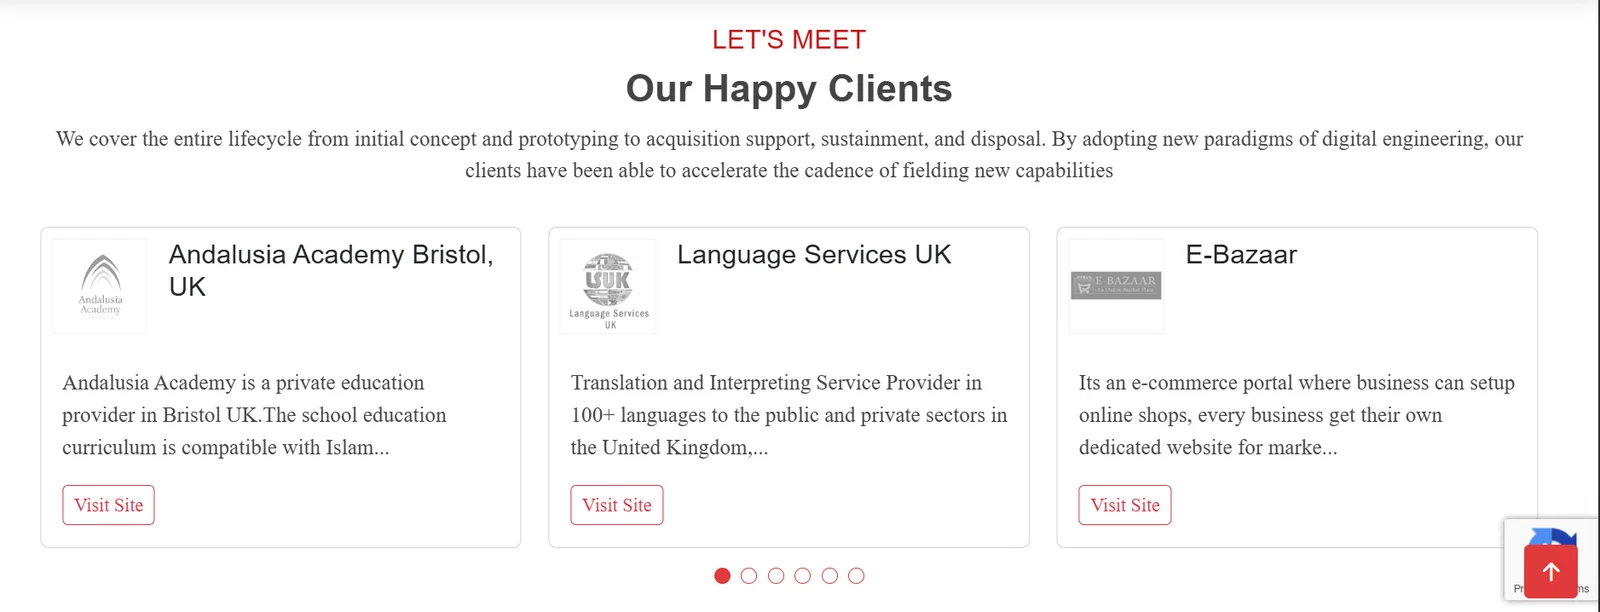 LET'S MEET
Our Happy Clients
We cover the entire lifecycle from initial concept and prototyping to acquisition support, sustainment, and disposal. By adopting new paradigms of digital engineering, our
clients have been able to accelerate the cadence of fielding new capabilities
Andalusia
Academy
Andalusia Academy Bristol,
UK
Andalusia Academy is a private education
provider in Bristol UK.The school education
curriculum is compatible with Islam...
Visit Site
LSUK
Language Services
UK
Language Services UK
Translation and Interpreting Service Provider in
100+ languages to the public and private sectors in
the United Kingdom,...
Visit Site
E-BAZAAR
E-Bazaar
Its an e-commerce portal where business can setup
online shops, every business get their own
dedicated website for marke...
Visit Site